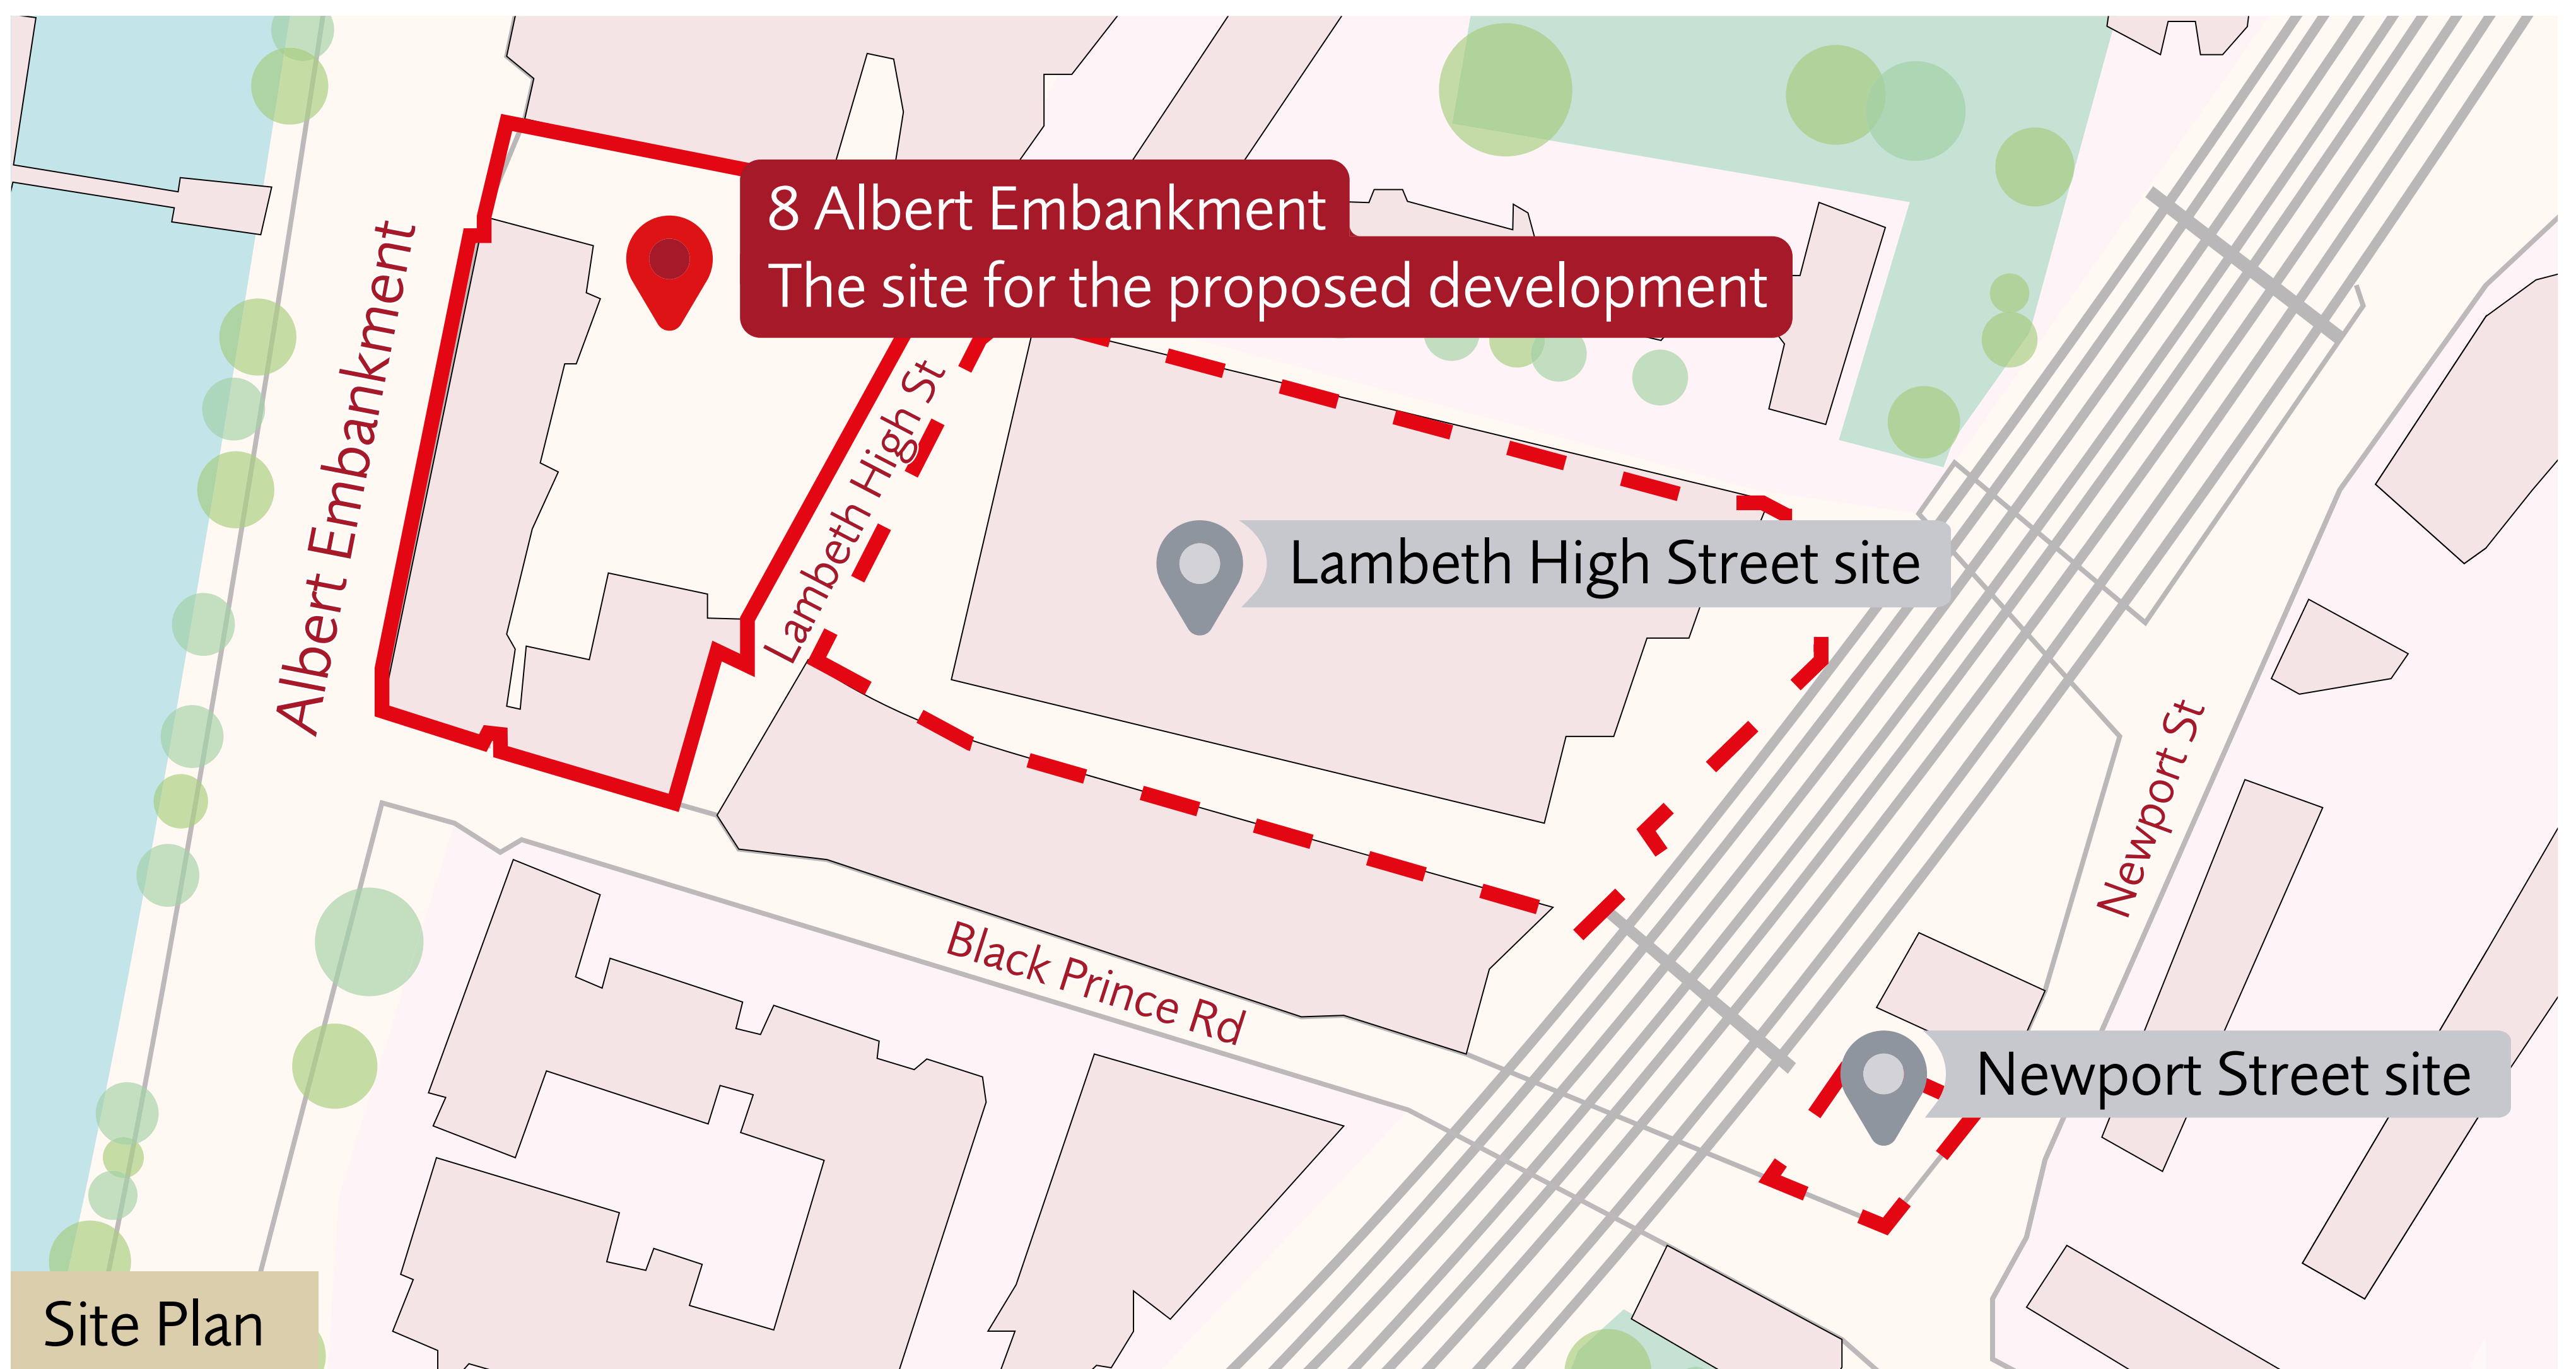 8 Albert Embankment
The site for the proposed development
Albert Embankment
Lambeth High St
Lambeth High Street site
Newport St
Black Prince Rd
Newport Street site
Site Plan